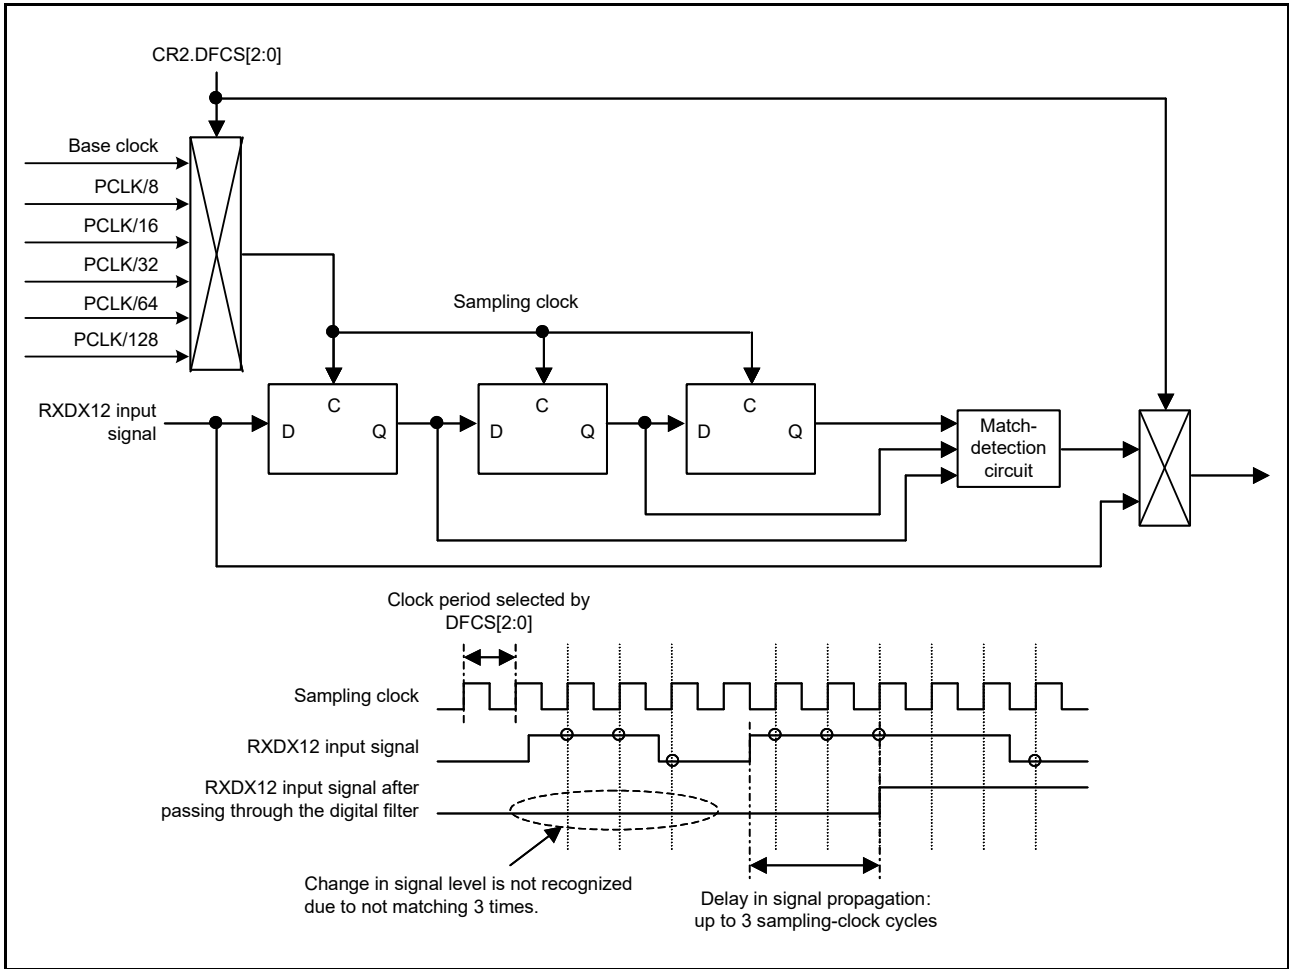 CR2.DFCS[2:0]
Base clock
PCLK/8
PCLK/16
PCLK/32
PCLK/64
PCLK/128
Sampling clock
RXDX12 input
signal
C
D
Q
C
D
Q
C
D
Q
Match-
detection
circuit
Clock period selected by
DFCS[2:0]
Sampling clock
RXDX12 input signal
RXDX12 input signal after
passing through the digital filter
Change in signal level is not recognized
due to not matching 3 times.
Delay in signal propagation:
up to 3 sampling-clock cycles